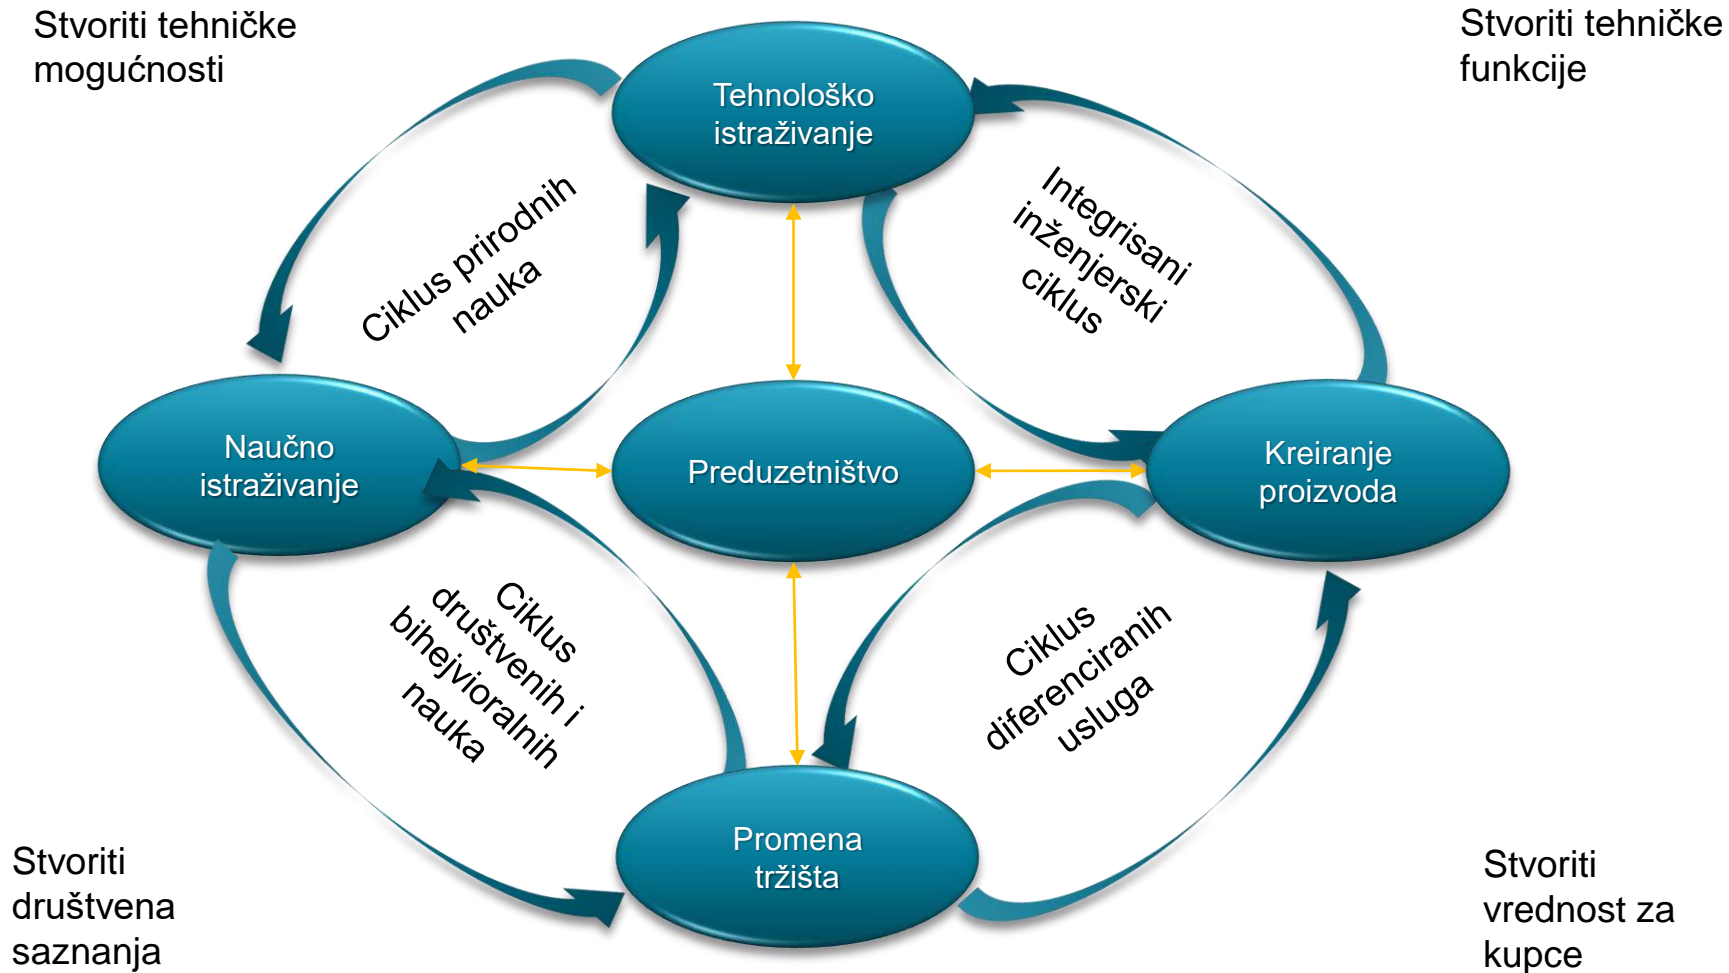 Stvoriti tehničke
mogućnosti
Stvoriti tehničke
funkcije
Tehnološko
istraživanje
Ciklus prirodnih
nauka
Integrisani
inženjerski
ciklus
Naučno
istraživanje
Preduzetništvo
Kreiranje
proizvoda
Ciklus
društvenih i
bihejvioralnih
nauka
Ciklus
diferenciranih
usluga
Promena
tržišta
Stvoriti
društvena
saznanja
Stvoriti
vrednost za
kupce